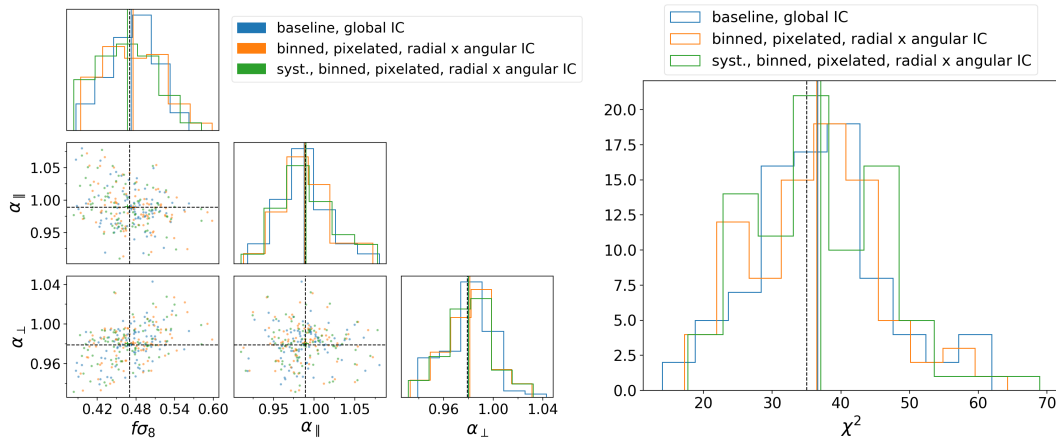 baseline, global IC
binned, pixelated, radial x angular IC
syst., binned, pixelated, radial x angular IC
1.05
1.00
0.95
α∥
1.04
1.00
0.96
α⊥
0.42 0.48 0.54 0.60
fσ8
0.95 1.00 1.05
α∥
0.96 1.00 1.04
α⊥
baseline, global IC
binned, pixelated, radial x angular IC
syst., binned, pixelated, radial x angular IC
20.0
17.5
15.0
12.5
10.0
7.5
5.0
2.5
0.0
20 30 40 50 60 70
χ²